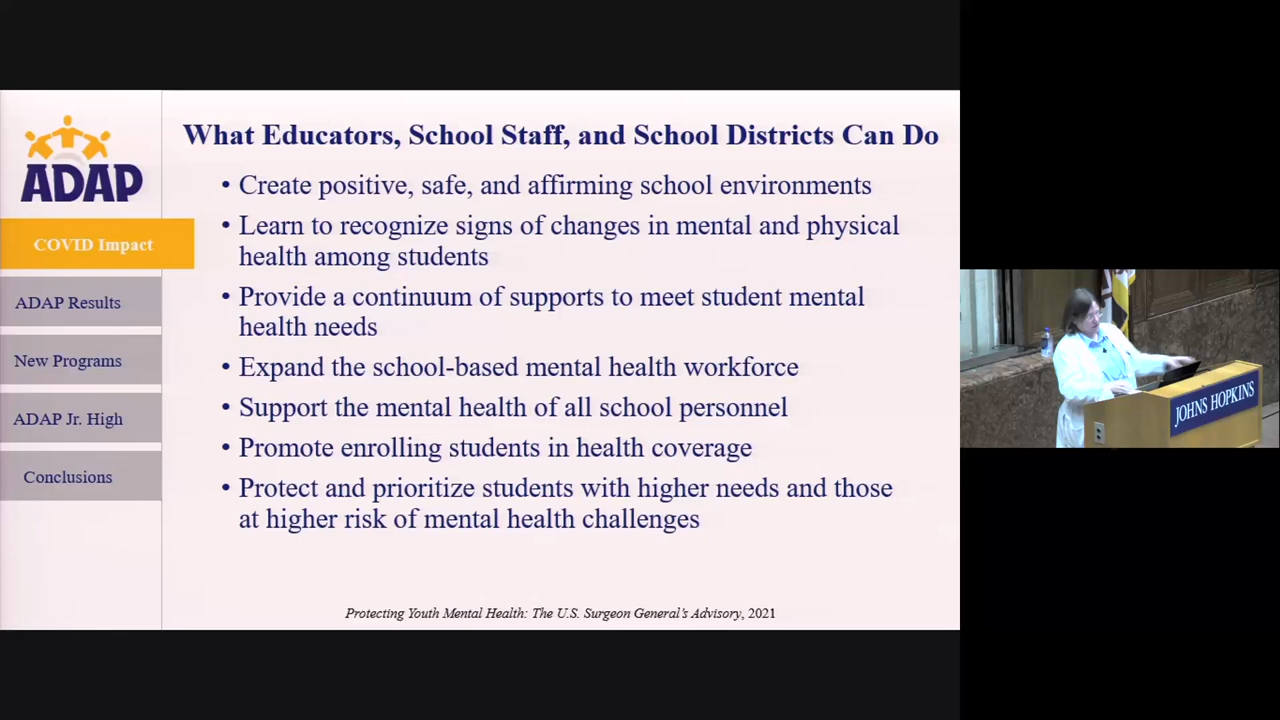 ADAP
COVID Impact
ADAP Results
New Programs
ADAP Jr. High
Conclusions
What Educators, School Staff, and School Districts Can Do
• Create positive, safe, and affirming school environments
• Learn to recognize signs of changes in mental and physical
health among students
• Provide a continuum of supports to meet student mental
health needs
• Expand the school-based mental health workforce
• Support the mental health of all school personnel
• Promote enrolling students in health coverage
• Protect and prioritize students with higher needs and those
at higher risk of mental health challenges
Protecting Youth Mental Health: The U.S. Surgeon General's Advisory, 2021
JOHNS HOPKINS